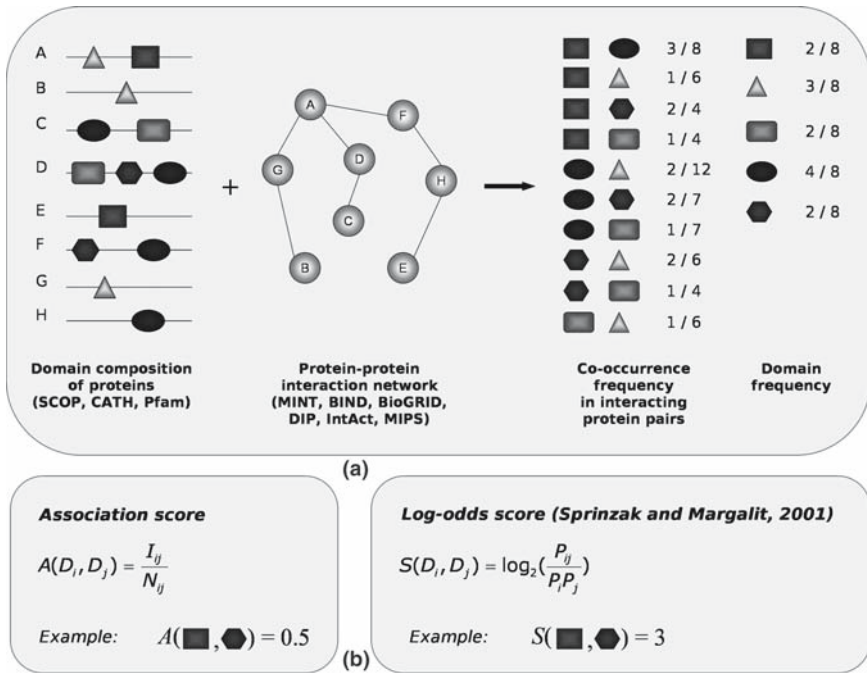 A
B
C
D
E
F
G
H
+
A
F
G
D
H
C
B
E
3 / 8
1 / 6
2 / 4
1 / 4
2 / 12
2 / 7
1 / 7
2 / 6
1 / 4
1 / 6
2 / 8
3 / 8
2 / 8
4 / 8
2 / 8
Domain composition
of proteins
(SCOP, CATH, Pfam)
Protein-protein
interaction network
(MINT, BIND, BioGRID,
DIP, IntAct, MIPS)
Co-occurrence
frequency
in interacting
protein pairs
Domain
frequency
(a)
Association score
A(D_i, D_j) = I_ij / N_ij
Example: A( , ) = 0.5
Log-odds score (Sprinzak and Margalit, 2001)
S(D_i, D_j) = log_2(P_ij / P_i P_j)
Example: S( , ) = 3
(b)